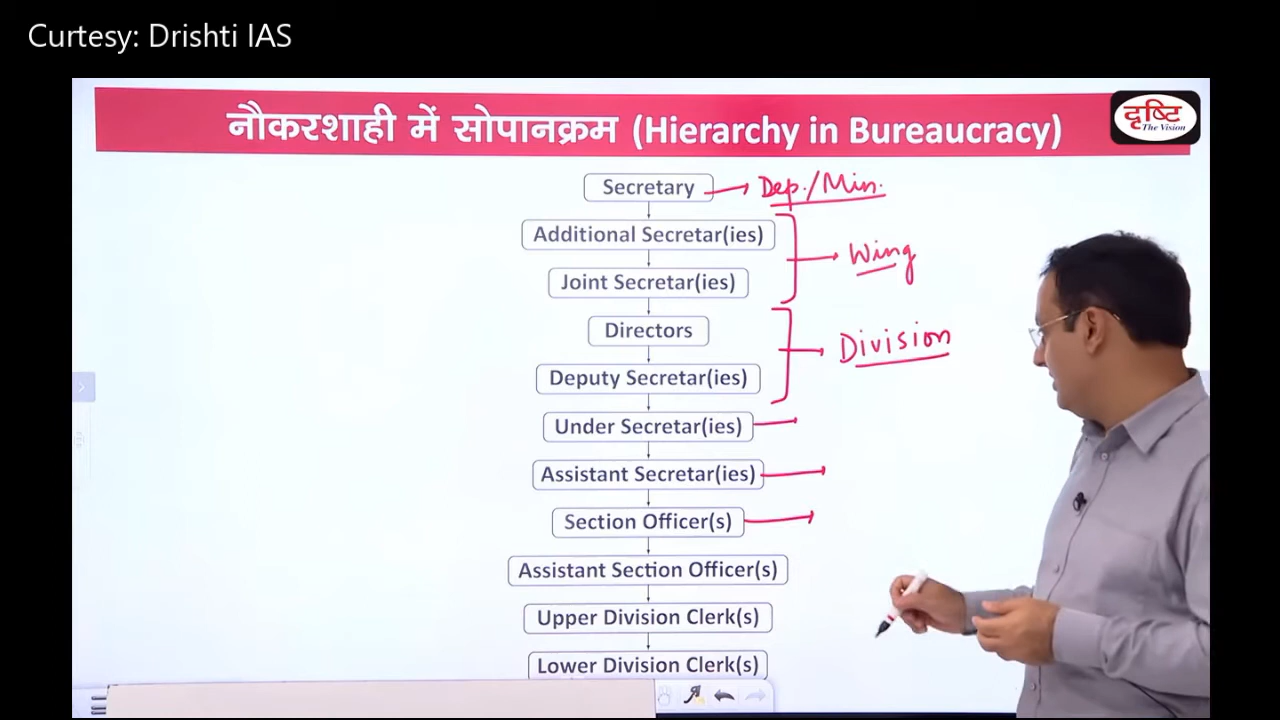 Curtesy: Drishti IAS
नौकरशाही में सोपानक्रम (Hierarchy in Bureaucracy)
दृष्टि
The Vision
Secretary → Dep./Min.
Additional Secretar(ies)
Wing
Joint Secretar(ies)
Directors
Division
Deputy Secretar(ies)
Under Secretar(ies)
Assistant Secretar(ies)
Section Officer(s)
Assistant Section Officer(s)
Upper Division Clerk(s)
Lower Division Clerk(s)